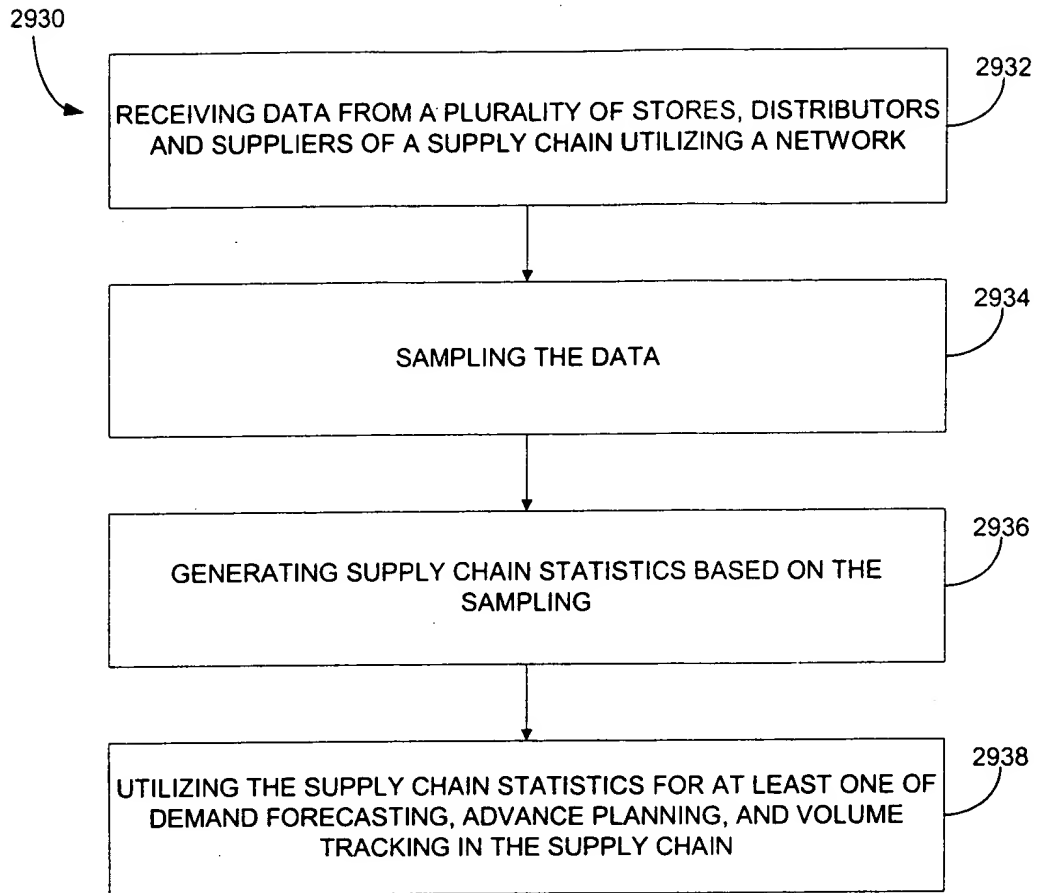 2930
2932
RECEIVING DATA FROM A PLURALITY OF STORES, DISTRIBUTORS
AND SUPPLIERS OF A SUPPLY CHAIN UTILIZING A NETWORK
2934
SAMPLING THE DATA
2936
GENERATING SUPPLY CHAIN STATISTICS BASED ON THE
SAMPLING
2938
UTILIZING THE SUPPLY CHAIN STATISTICS FOR AT LEAST ONE OF
DEMAND FORECASTING, ADVANCE PLANNING, AND VOLUME
TRACKING IN THE SUPPLY CHAIN